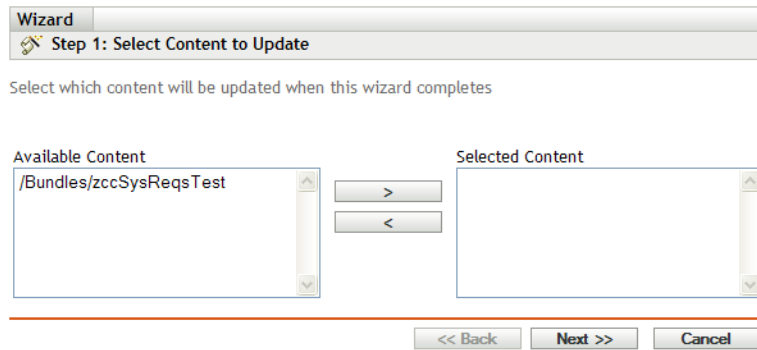 Wizard
Step 1: Select Content to Update
Select which content will be updated when this wizard completes
Available Content
Selected Content
/Bundles/zccSysReqsTest
>
<
<< Back
Next >>
Cancel